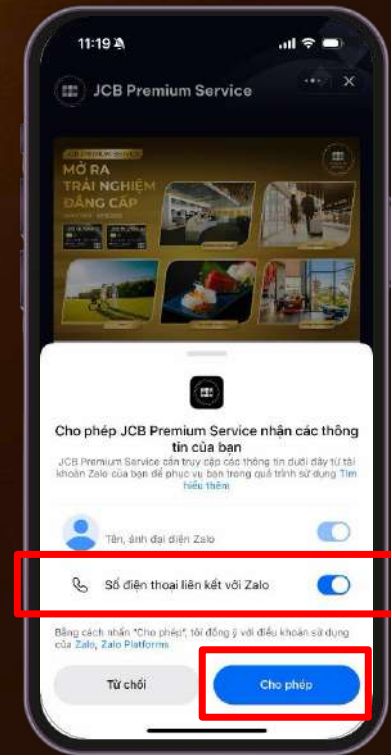 11:19
JCB Premium Service
JCB PREMIUM SERVICE
MỞ RA
TRẢI NGHIỆM
ĐẲNG CẤP
Cho phép JCB Premium Service nhận các thông
tin của bạn
JCB Premium Service cần truy cập các thông tin dưới đây từ tài
khoản Zalo của bạn để phục vụ bạn trong quá trình sử dụng Tìm
hiểu thêm
Tên, ảnh đại diện Zalo
Số điện thoại liên kết với Zalo
Bằng cách nhấn "Cho phép", tôi đồng ý với điều khoản sử dụng
của Zalo, Zalo Platforms
Từ chối
Cho phép